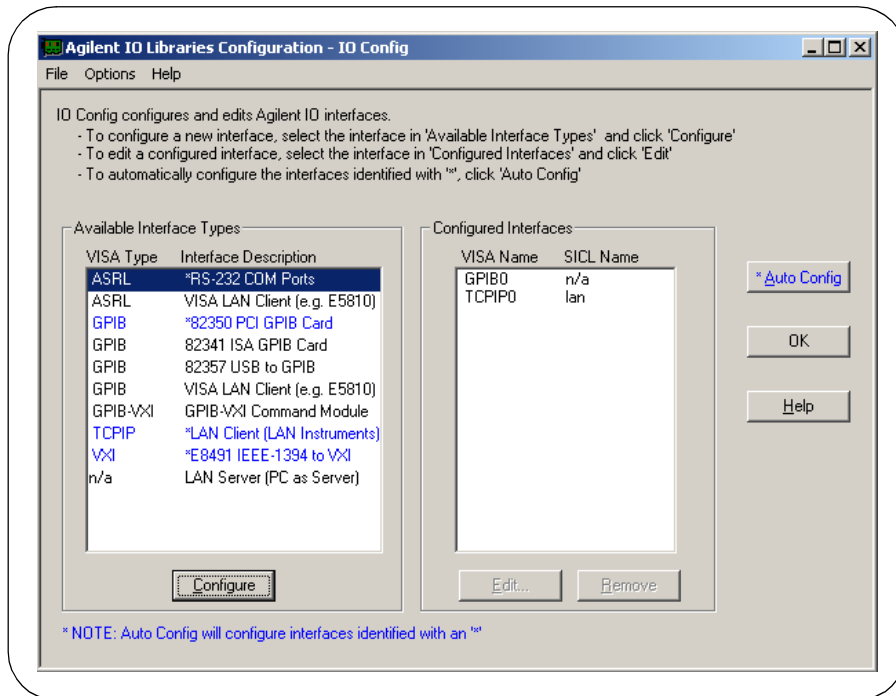 Agilent IO Libraries Configuration - IO Config
File Options Help
IO Config configures and edits Agilent IO interfaces.
- To configure a new interface, select the interface in 'Available Interface Types' and click 'Configure'
- To edit a configured interface, select the interface in 'Configured Interfaces' and click 'Edit'
- To automatically configure the interfaces identified with '*', click 'Auto Config'
Available Interface Types
VISA Type Interface Description
ASRL *RS-232 COM Ports
ASRL VISA LAN Client (e.g. E5810)
GPIB *82350 PCI GPIB Card
GPIB 82341 ISA GPIB Card
GPIB 82357 USB to GPIB
GPIB VISA LAN Client (e.g. E5810)
GPIB-VXI GPIB-VXI Command Module
TCPIP *LAN Client (LAN Instruments)
VXI *E8491 IEEE-1394 to VXI
n/a LAN Server (PC as Server)
Configure
Configured Interfaces
VISA Name SICL Name
GPIB0 n/a
TCPIP0 lan
Edit... Remove
* Auto Config
OK
Help
* NOTE: Auto Config will configure interfaces identified with an '*'